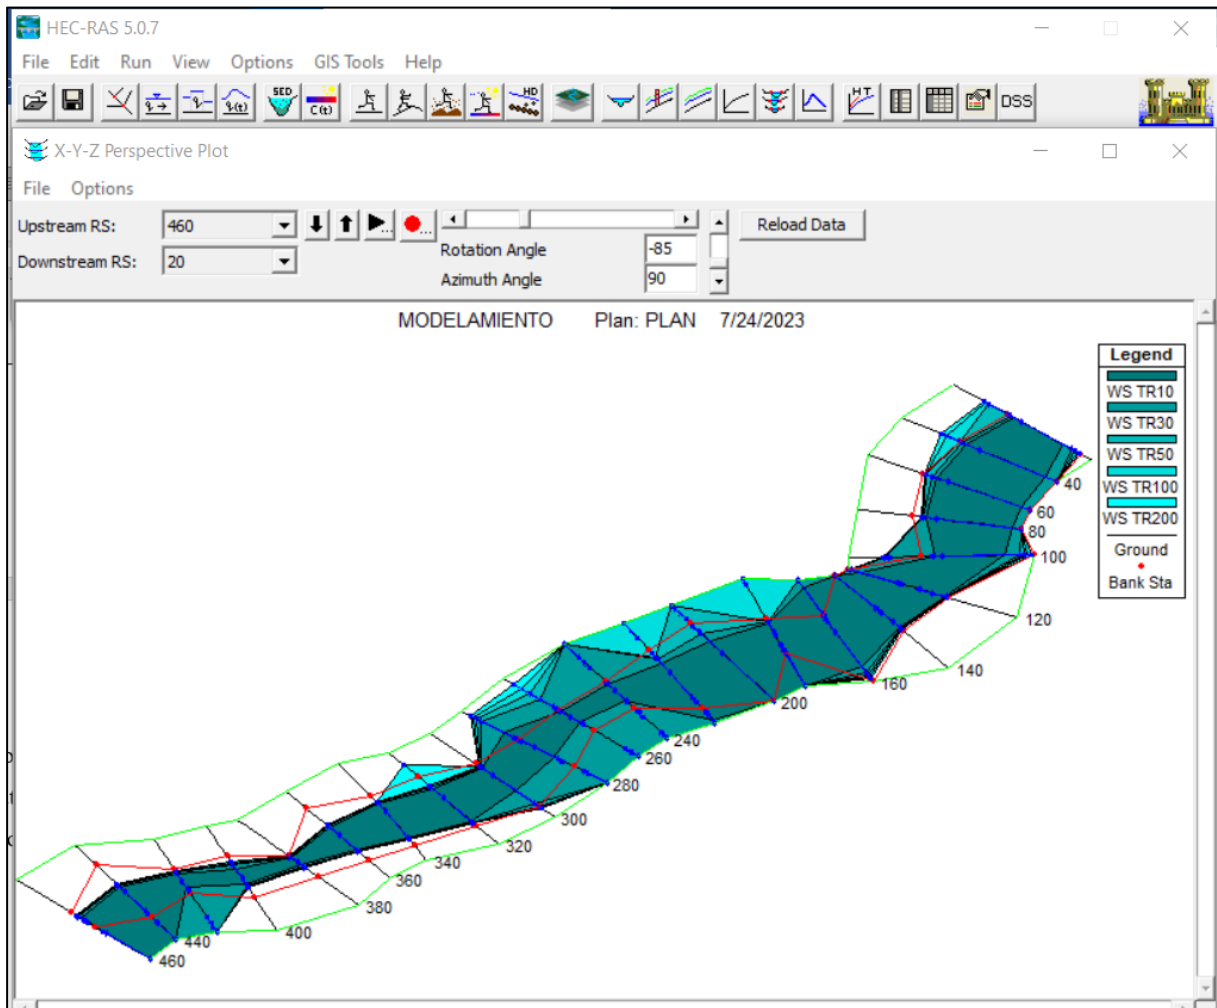 HEC-RAS 5.0.7
File Edit Run View Options GIS Tools Help
SED C(t) HD HT DSS
X-Y-Z Perspective Plot
File Options
Upstream RS: 460
Downstream RS: 20
Rotation Angle -85
Azimuth Angle 90
Reload Data
MODELAMIENTO Plan: PLAN 7/24/2023
Legend
WS TR10
WS TR30
WS TR50
WS TR100
WS TR200
Ground
Bank Sta
40
60
80
100
120
140
160
200
240
260
280
300
320
340
360
380
400
440
460